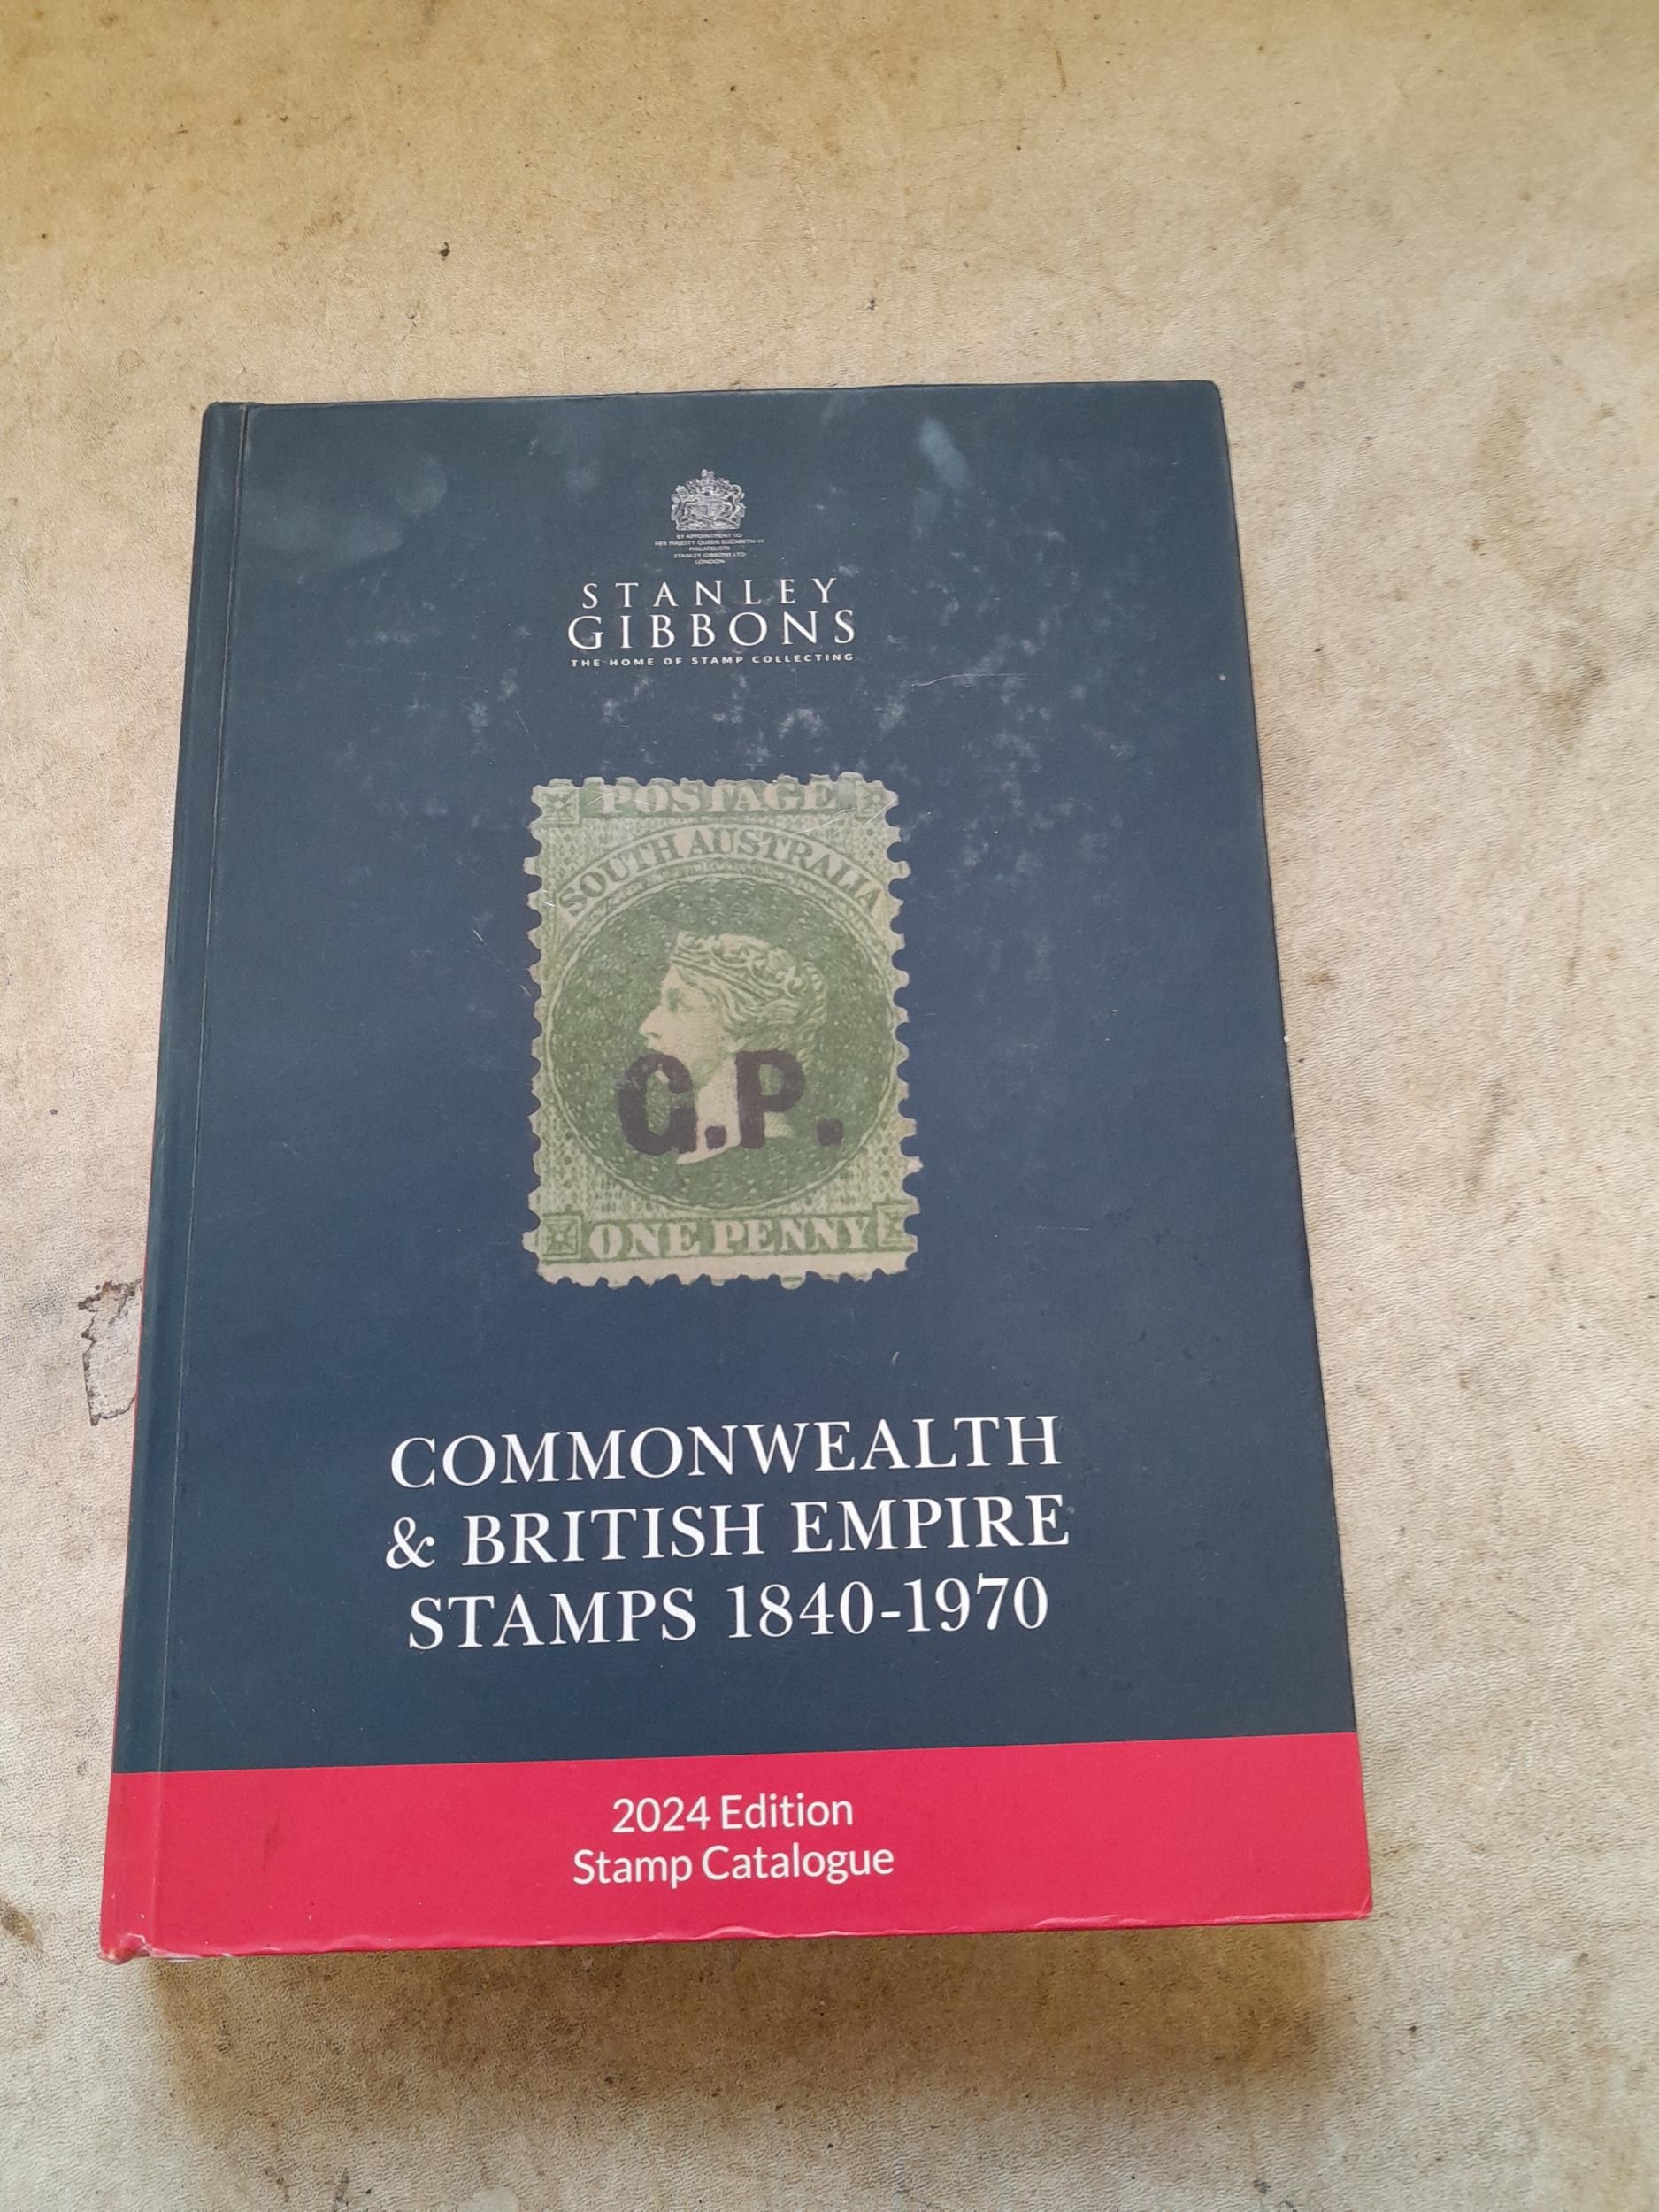 BY APPOINTMENT TO
HER MAJESTY QUEEN ELIZABETH II
PHILATELISTS
STANLEY GIBBONS LTD
LONDON
STANLEY
GIBBONS
THE HOME OF STAMP COLLECTING
POSTAGE
SOUTH AUSTRALIA
G.P.
ONE PENNY
COMMONWEALTH
& BRITISH EMPIRE
STAMPS 1840-1970
2024 Edition
Stamp Catalogue